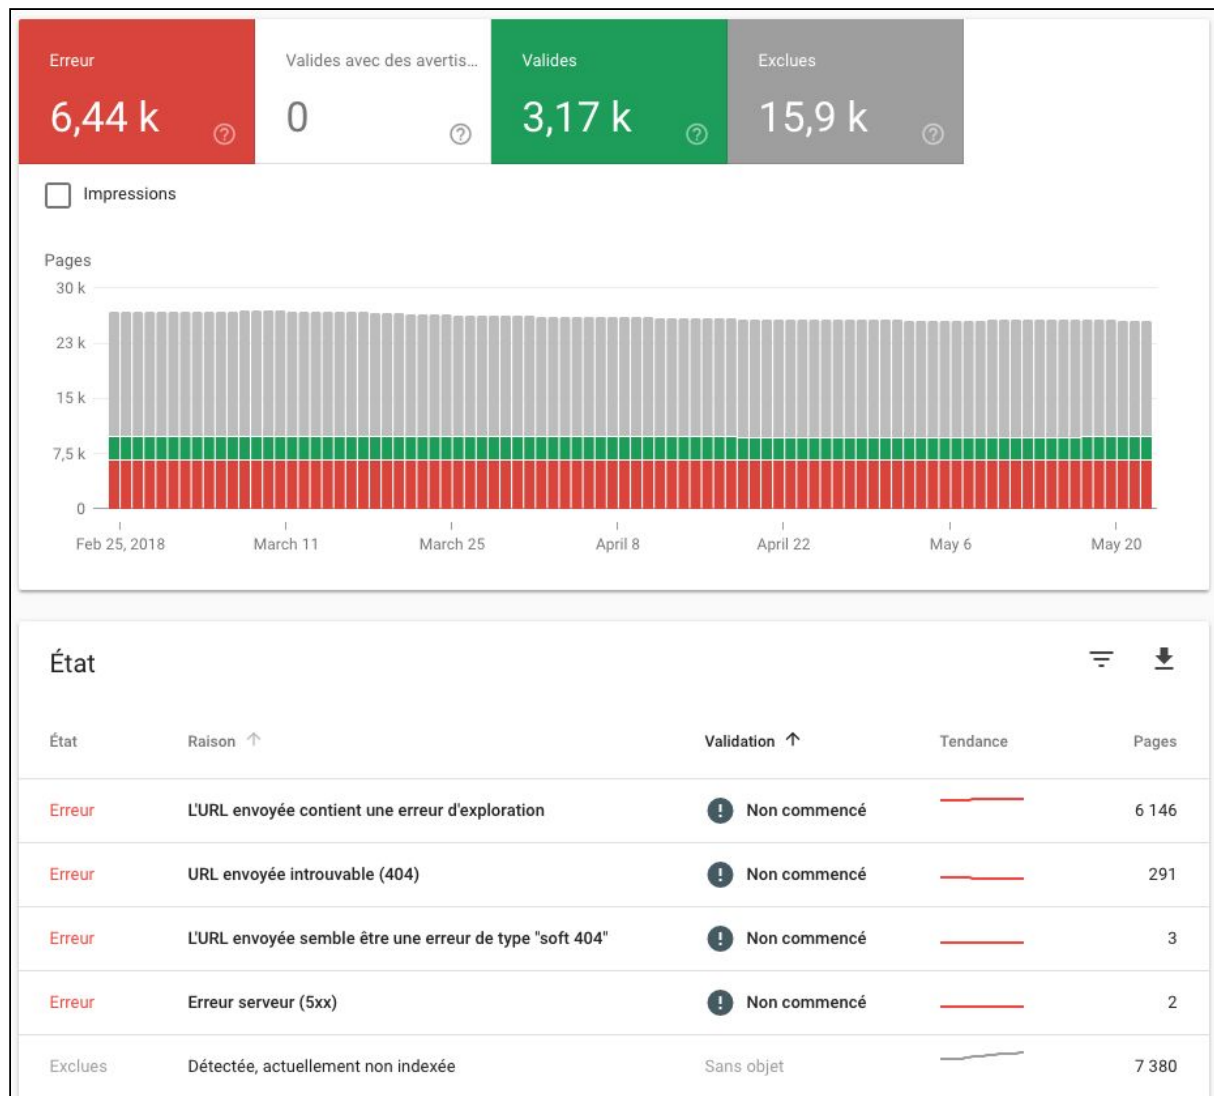 Erreur
Valides avec des avertis...
Valides
Exclues
6,44 k
0
3,17 k
15,9 k
Impressions
Pages
30 k
23 k
15 k
7,5 k
0
Feb 25, 2018
March 11
March 25
April 8
April 22
May 6
May 20
État
État Raison Validation Tendance Pages
Erreur L'URL envoyée contient une erreur d'exploration Non commencé 6 146
Erreur URL envoyée introuvable (404) Non commencé 291
Erreur L'URL envoyée semble être une erreur de type "soft 404" Non commencé 3
Erreur Erreur serveur (5xx) Non commencé 2
Exclues Détectée, actuellement non indexée Sans objet 7 380